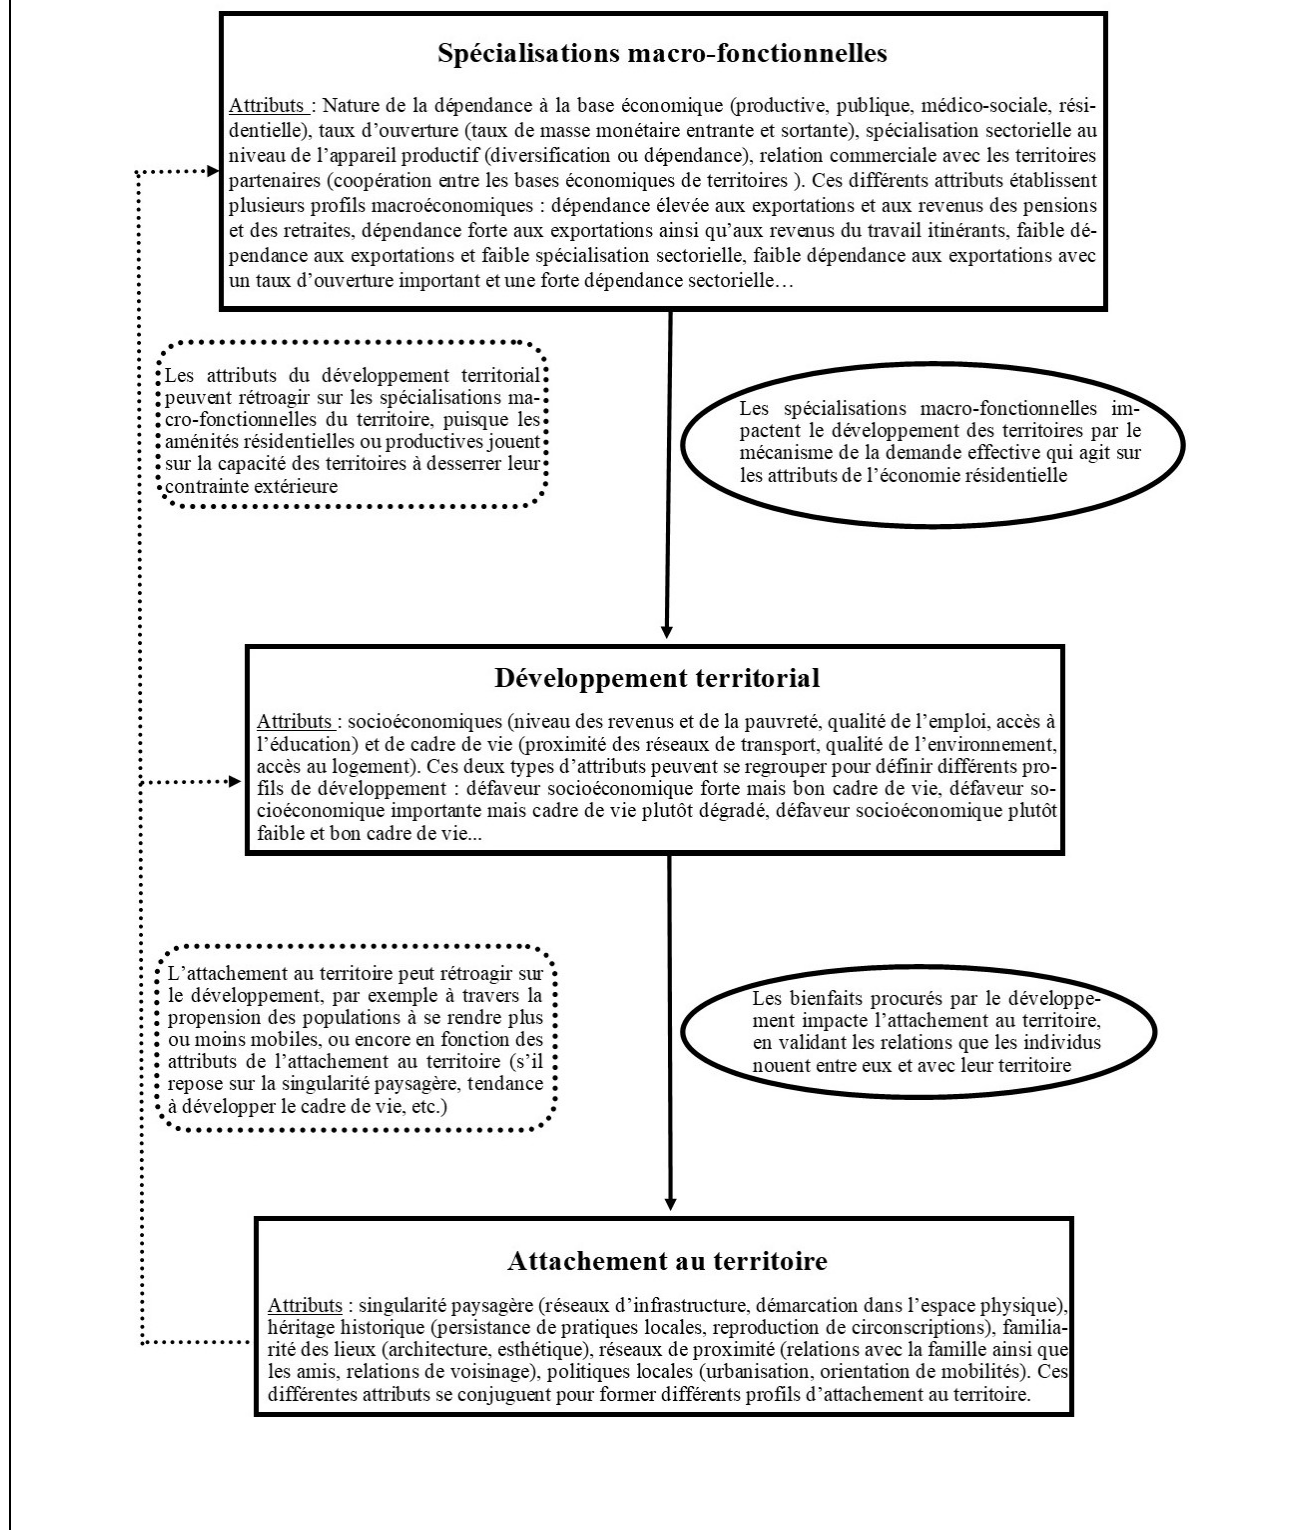 Spécialisations macro-fonctionnelles
Attributs : Nature de la dépendance à la base économique (productive, publique, médico-sociale, rési-
dentielle), taux d’ouverture (taux de masse monétaire entrante et sortante), spécialisation sectorielle au
niveau de l’appareil productif (diversification ou dépendance), relation commerciale avec les territoires
partenaires (coopération entre les bases économiques de territoires ). Ces différents attributs établissent
plusieurs profils macroéconomiques : dépendance élevée aux exportations et aux revenus des pensions
et des retraites, dépendance forte aux exportations ainsi qu’aux revenus du travail itinérants, faible dé-
pendance aux exportations et faible spécialisation sectorielle, faible dépendance aux exportations avec
un taux d’ouverture important et une forte dépendance sectorielle…
Les attributs du développement territorial
peuvent rétroagir sur les spécialisations ma-
cro-fonctionnelles du territoire, puisque les
aménités résidentielles ou productives jouent
sur la capacité des territoires à desserrer leur
contrainte extérieure
Les spécialisations macro-fonctionnelles im-
pactent le développement des territoires par le
mécanisme de la demande effective qui agit sur
les attributs de l’économie résidentielle
Développement territorial
Attributs : socioéconomiques (niveau des revenus et de la pauvreté, qualité de l’emploi, accès à
l’éducation) et de cadre de vie (proximité des réseaux de transport, qualité de l’environnement,
accès au logement). Ces deux types d’attributs peuvent se regrouper pour définir différents pro-
fils de développement : défaveur socioéconomique forte mais bon cadre de vie, défaveur so-
cioéconomique importante mais cadre de vie plutôt dégradé, défaveur socioéconomique plutôt
faible et bon cadre de vie...
L’attachement au territoire peut rétroagir sur
le développement, par exemple à travers la
propension des populations à se rendre plus
ou moins mobiles, ou encore en fonction des
attributs de l’attachement au territoire (s’il
repose sur la singularité paysagère, tendance
à développer le cadre de vie, etc.)
Les bienfaits procurés par le développe-
ment impacte l’attachement au territoire,
en validant les relations que les individus
nouent entre eux et avec leur territoire
Attachement au territoire
Attributs : singularité paysagère (réseaux d’infrastructure, démarcation dans l’espace physique),
héritage historique (persistance de pratiques locales, reproduction de circonscriptions), familia-
rité des lieux (architecture, esthétique), réseaux de proximité (relations avec la famille ainsi que
les amis, relations de voisinage), politiques locales (urbanisation, orientation de mobilités). Ces
différentes attributs se conjuguent pour former différents profils d’attachement au territoire.